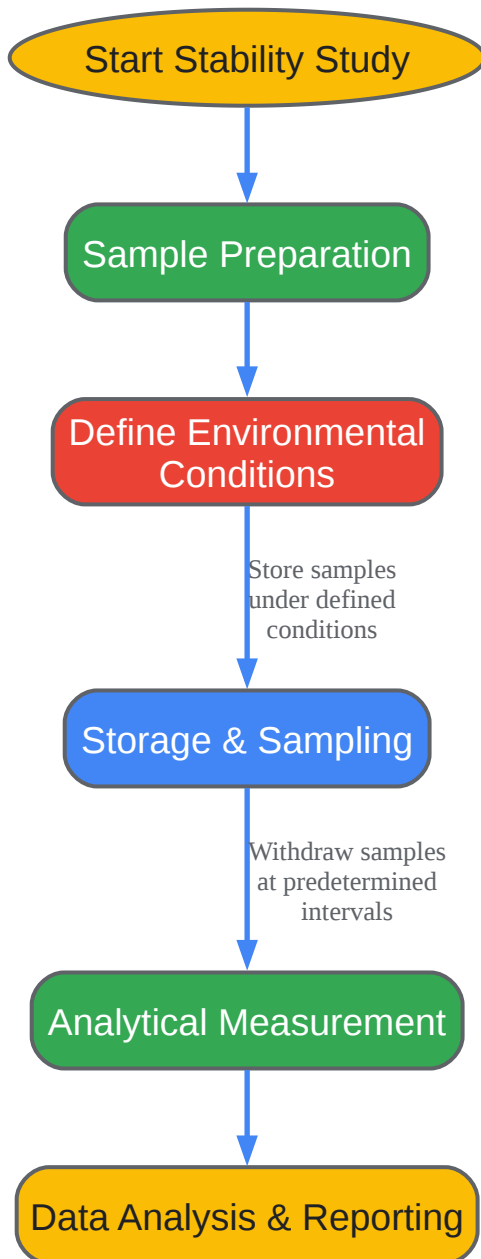 Start Stability Study
Sample Preparation
Define Environmental
Conditions
Store samples
under defined
conditions
Storage & Sampling
Withdraw samples
at predetermined
intervals
Analytical Measurement
Data Analysis & Reporting